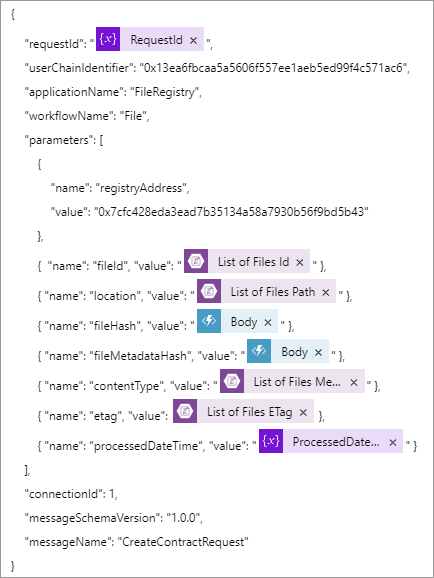 {
"requestId": " {x} RequestId × ",
"userChainIdentifier": "0x13ea6fbcaa5a5606f557ee1aeb5ed99f4c571ac6",
"applicationName": "FileRegistry",
"workflowName": "File",
"parameters": [
{
"name": "registryAddress",
"value": "0x7cfc428eda3ead7b35134a58a7930b56f9bd5b43"
},
{ "name": "fileId", "value": " List of Files Id × " },
{ "name": "location", "value": " List of Files Path × " },
{ "name": "fileHash", "value": " Body × " },
{ "name": "fileMetadataHash", "value": " Body × " },
{ "name": "contentType", "value": " List of Files Me... × " },
{ "name": "etag", "value": List of Files ETag × },
{ "name": "processedDateTime", "value": " {x} ProcessedDate... × " }
],
"connectionId": 1,
"messageSchemaVersion": "1.0.0",
"messageName": "CreateContractRequest"
}